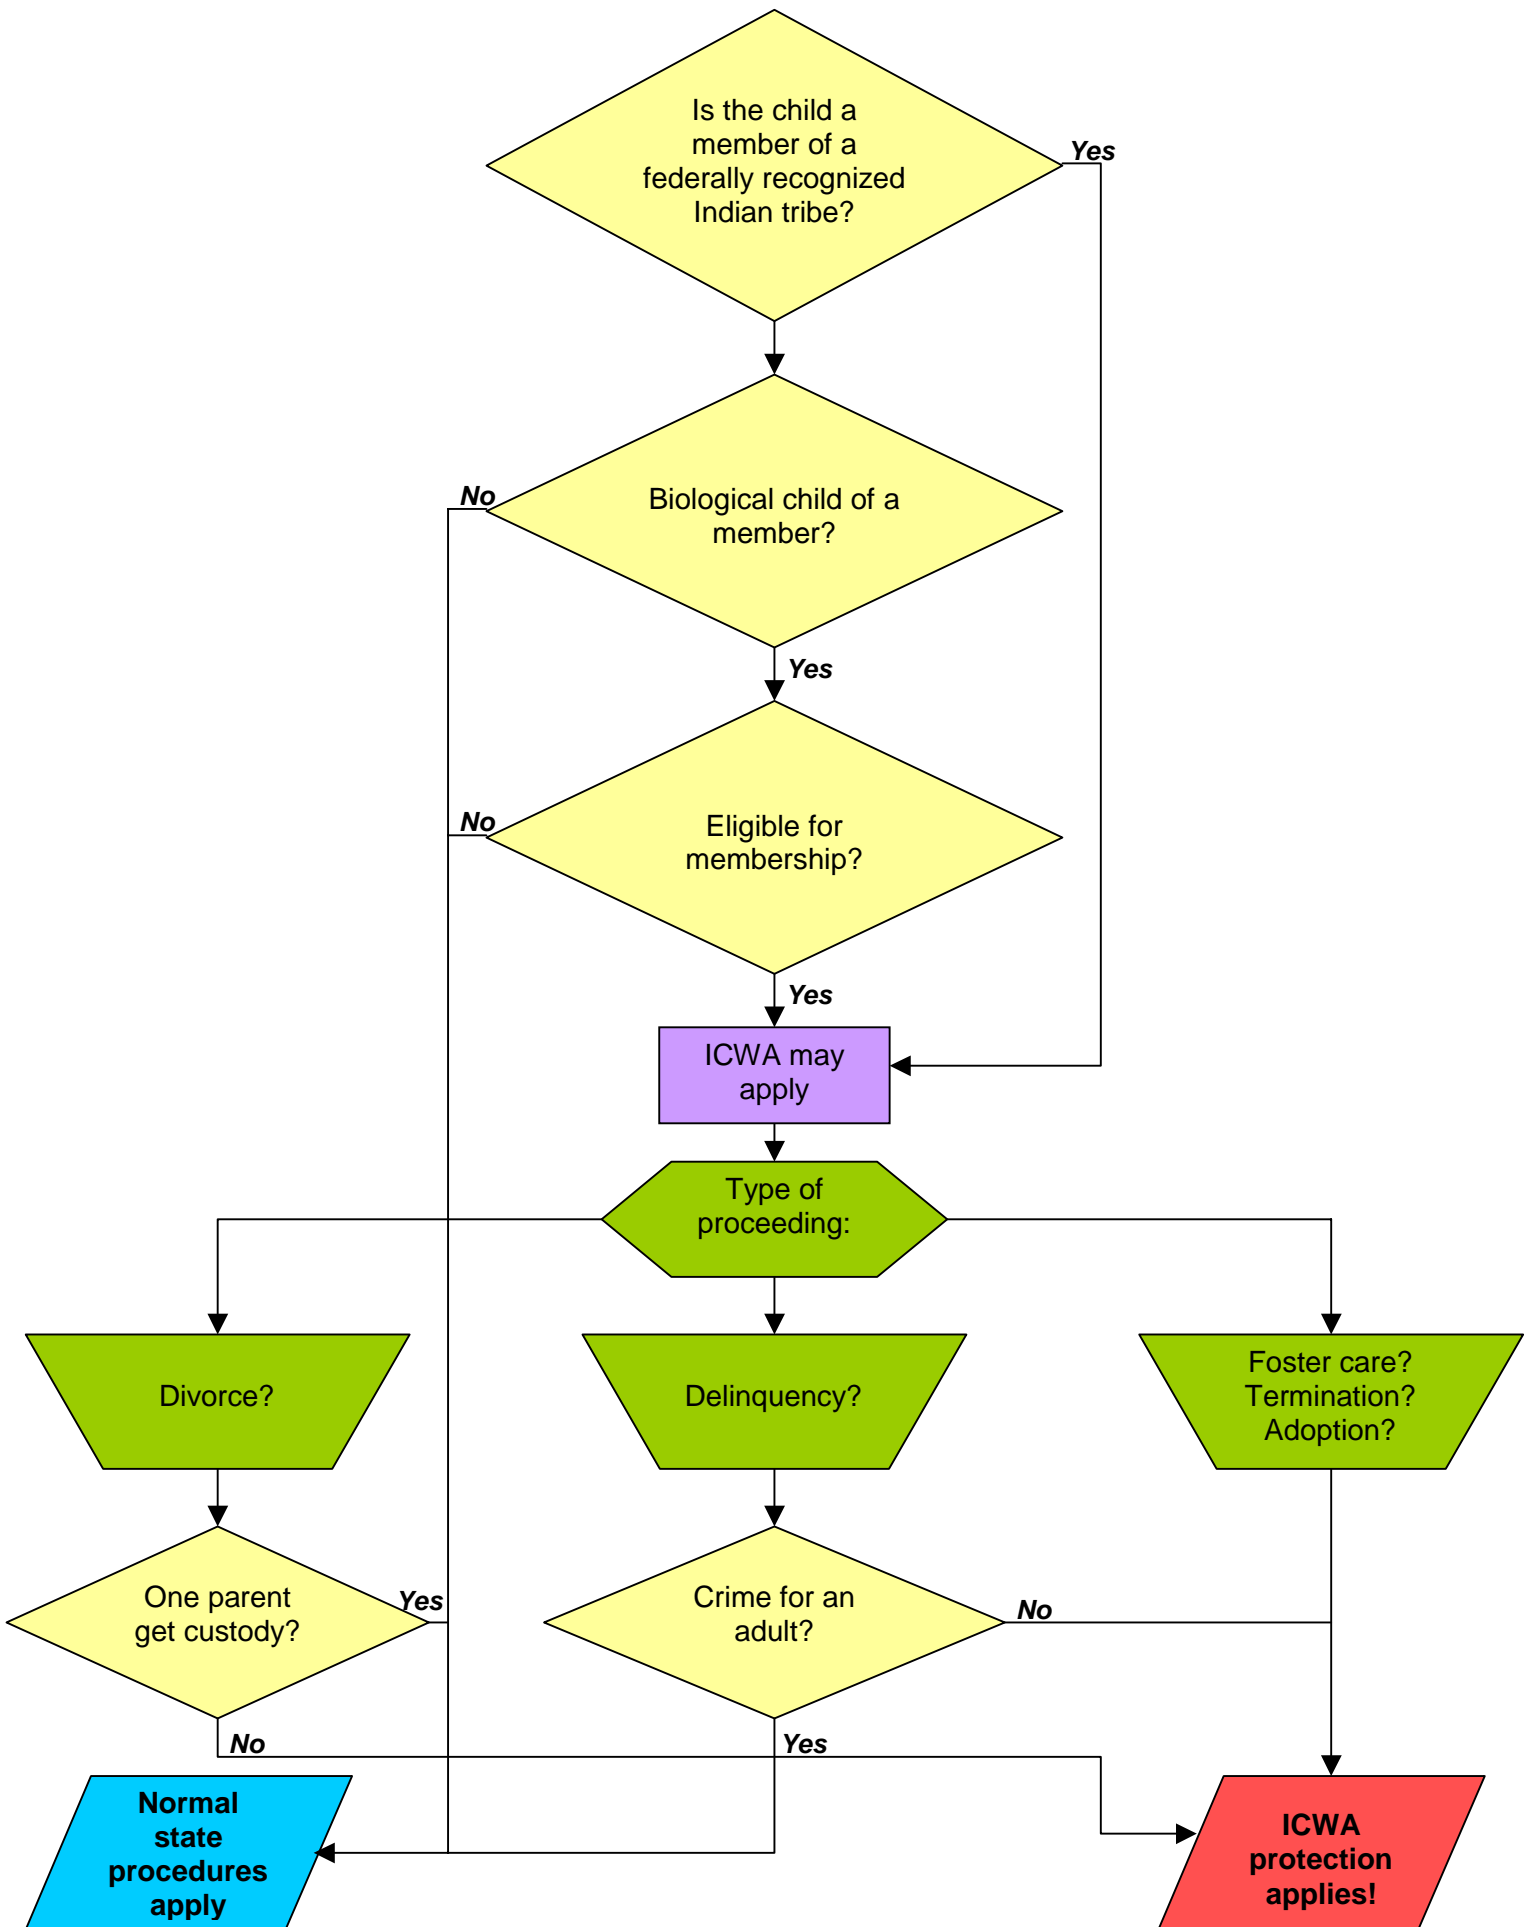 Is the child a
member of a
federally recognized
Indian tribe?
Yes
No
Biological child of a
member?
Yes
No
Eligible for
membership?
Yes
ICWA may
apply
Type of
proceeding:
Divorce?
Delinquency?
Foster care?
Termination?
Adoption?
One parent
get custody?
Yes
Crime for an
adult?
No
No
Yes
Normal
state
procedures
apply
ICWA
protection
applies!